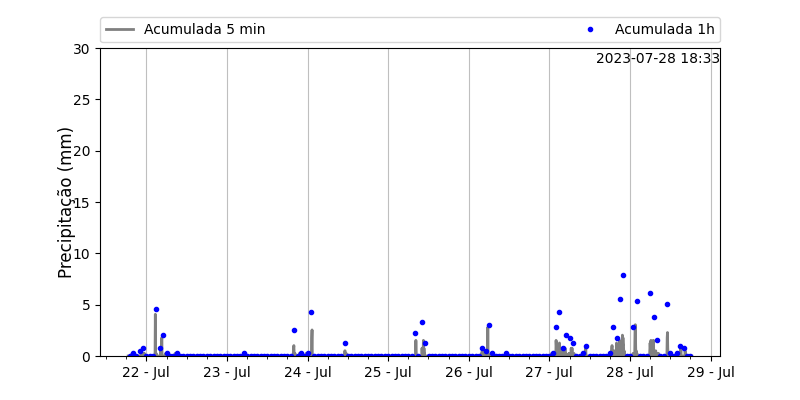 Acumulada 5 min
Acumulada 1h
2023-07-28 18:33
Precipitação (mm)
30
25
20
15
10
5
0
22 - Jul
23 - Jul
24 - Jul
25 - Jul
26 - Jul
27 - Jul
28 - Jul
29 - Jul